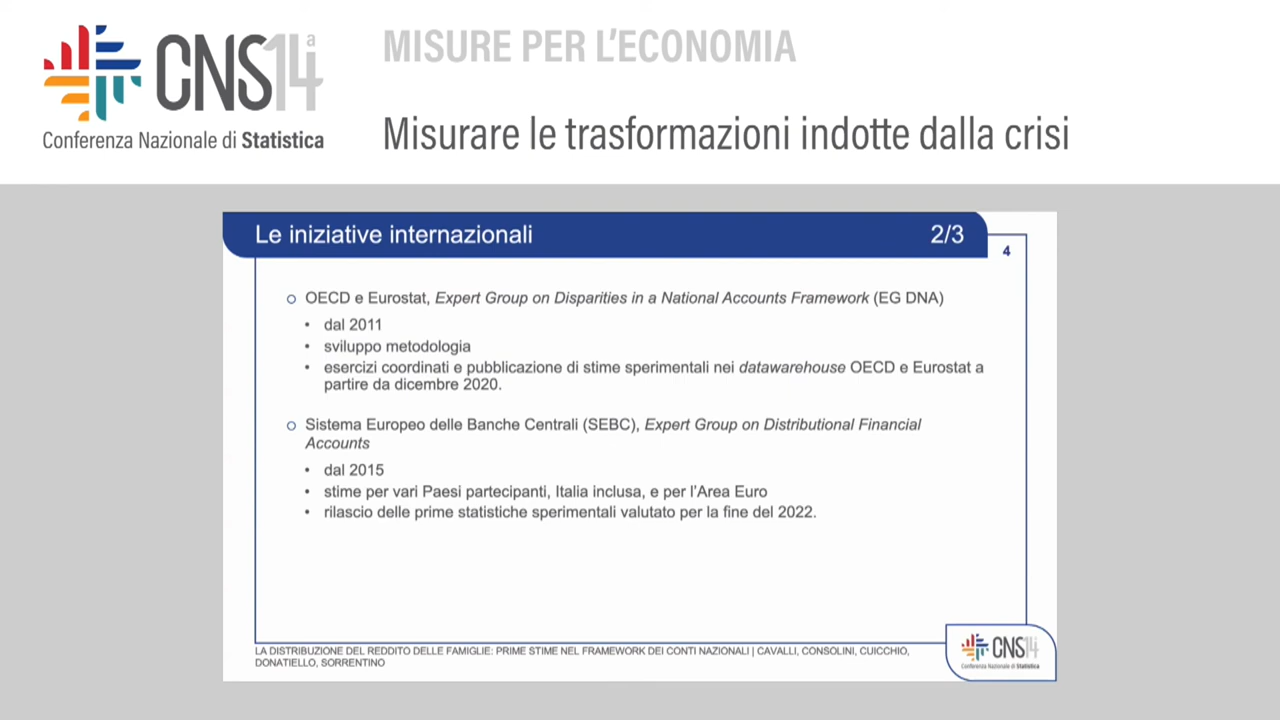 CNS14a
Conferenza Nazionale di Statistica
MISURE PER L'ECONOMIA
Misurare le trasformazioni indotte dalla crisi
Le iniziative internazionali 2/3
4
OECD e Eurostat, Expert Group on Disparities in a National Accounts Framework (EG DNA)
• dal 2011
• sviluppo metodologia
• esercizi coordinati e pubblicazione di stime sperimentali nei datawarehouse OECD e Eurostat a
partire da dicembre 2020.
Sistema Europeo delle Banche Centrali (SEBC), Expert Group on Distributional Financial
Accounts
• dal 2015
• stime per vari Paesi partecipanti, Italia inclusa, e per l'Area Euro
• rilascio delle prime statistiche sperimentali valutato per la fine del 2022.
LA DISTRIBUZIONE DEL REDDITO DELLE FAMIGLIE: PRIME STIME NEL FRAMEWORK DEI CONTI NAZIONALI | CAVALLI, CONSOLINI, CUICCHIO,
DONATIELLO, SORRENTINO
CNS14
Conferenza Nazionale di Statistica